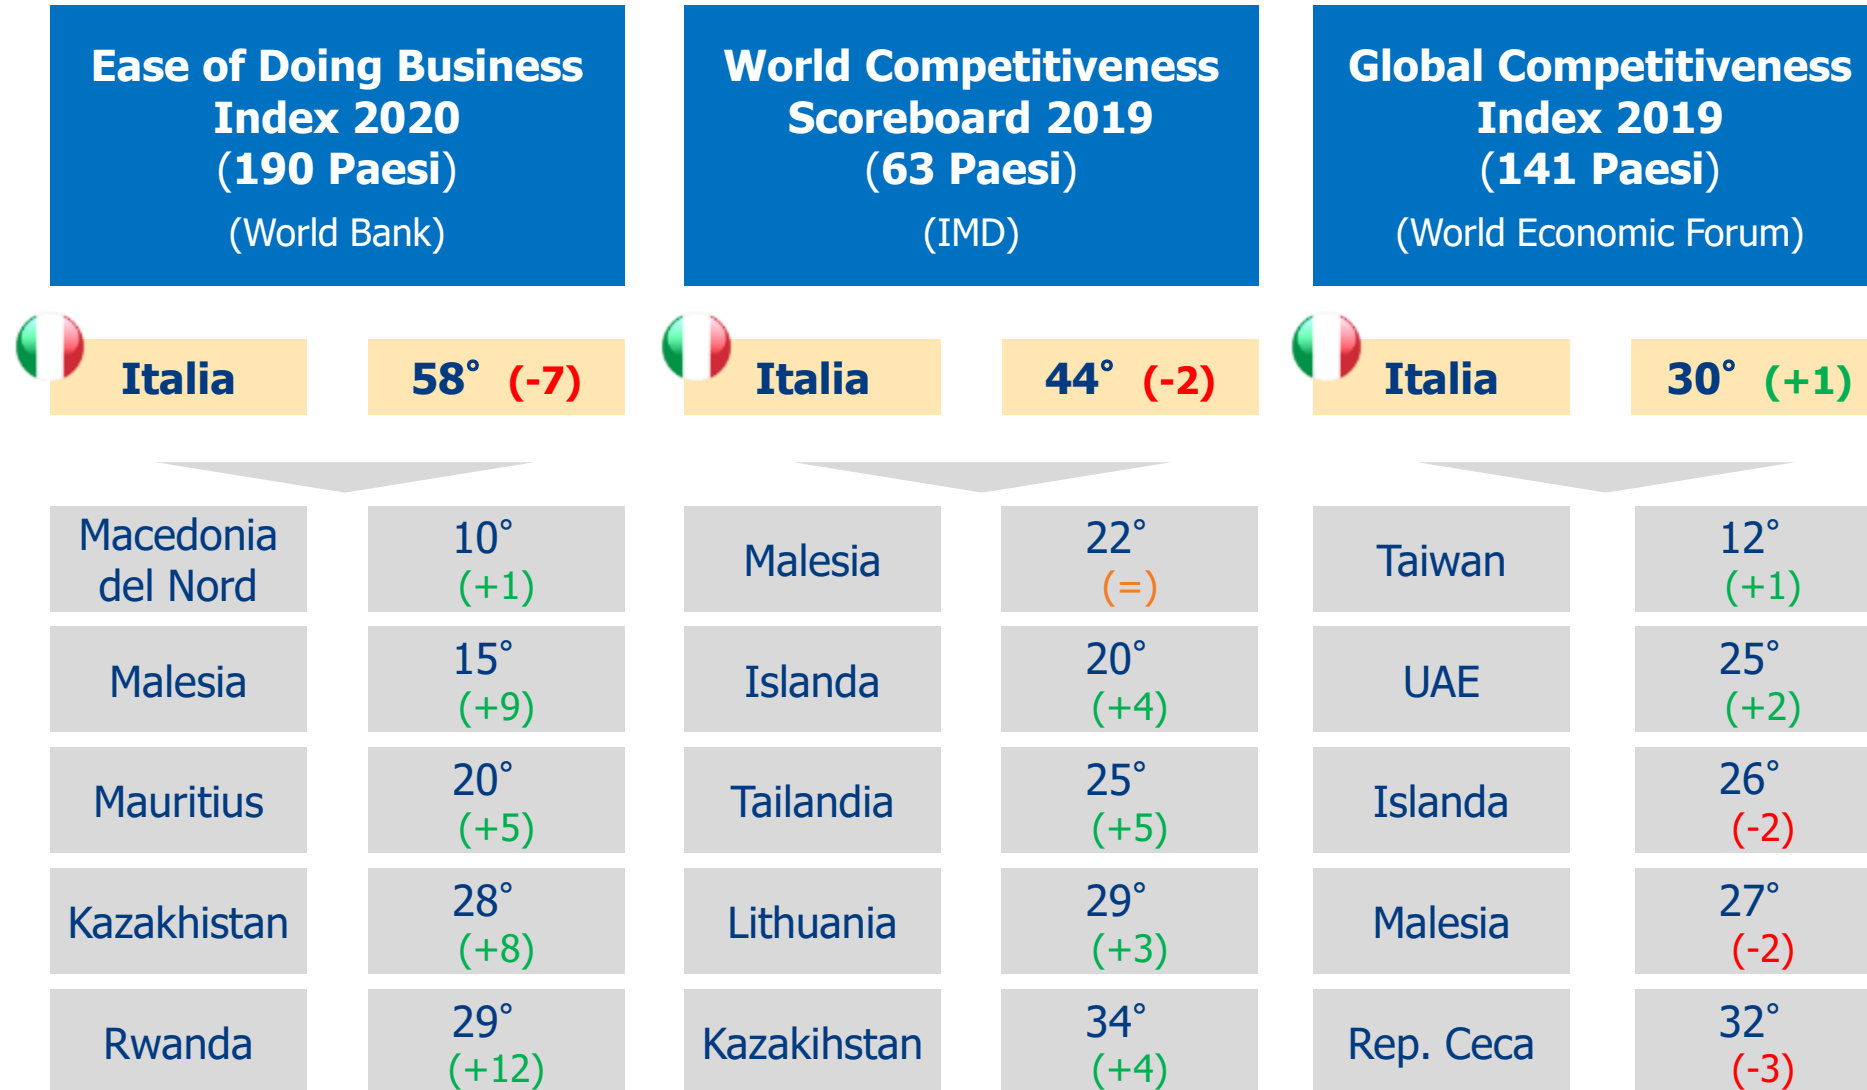 Ease of Doing Business
Index 2020
(190 Paesi)
(World Bank)
Italia
58° (-7)
Macedonia
del Nord
10°
(+1)
Malesia
15°
(+9)
Mauritius
20°
(+5)
Kazakhistan
28°
(+8)
Rwanda
29°
(+12)
World Competitiveness
Scoreboard 2019
(63 Paesi)
(IMD)
Italia
44° (-2)
Malesia
22°
(=)
Islanda
20°
(+4)
Tailandia
25°
(+5)
Lithuania
29°
(+3)
Kazakihstan
34°
(+4)
Global Competitiveness
Index 2019
(141 Paesi)
(World Economic Forum)
Italia
30° (+1)
Taiwan
12°
(+1)
UAE
25°
(+2)
Islanda
26°
(-2)
Malesia
27°
(-2)
Rep. Ceca
32°
(-3)